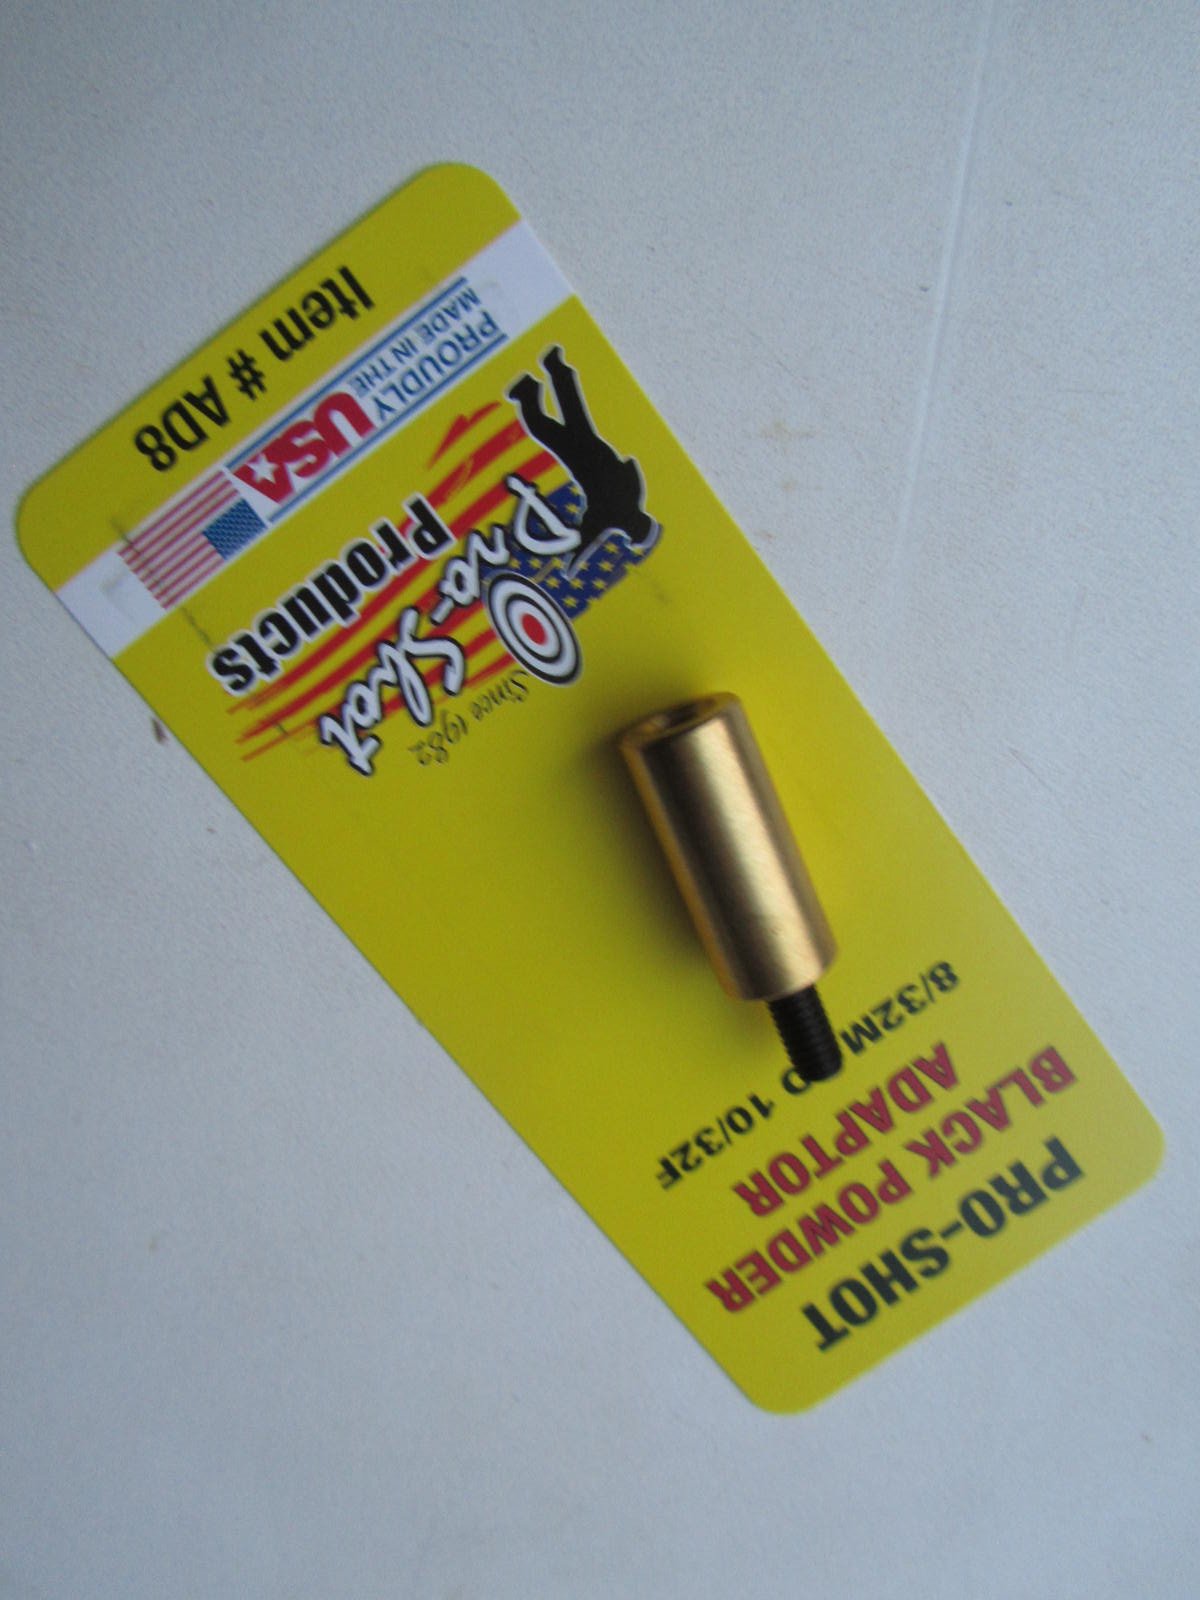 PRO-SHOT
BLACK POWDER
ADAPTOR
8/32M TO 10/32F
Since 1982
Pro-Shot
Products
PROUDLY
MADE IN THE
USA
Item # AD8